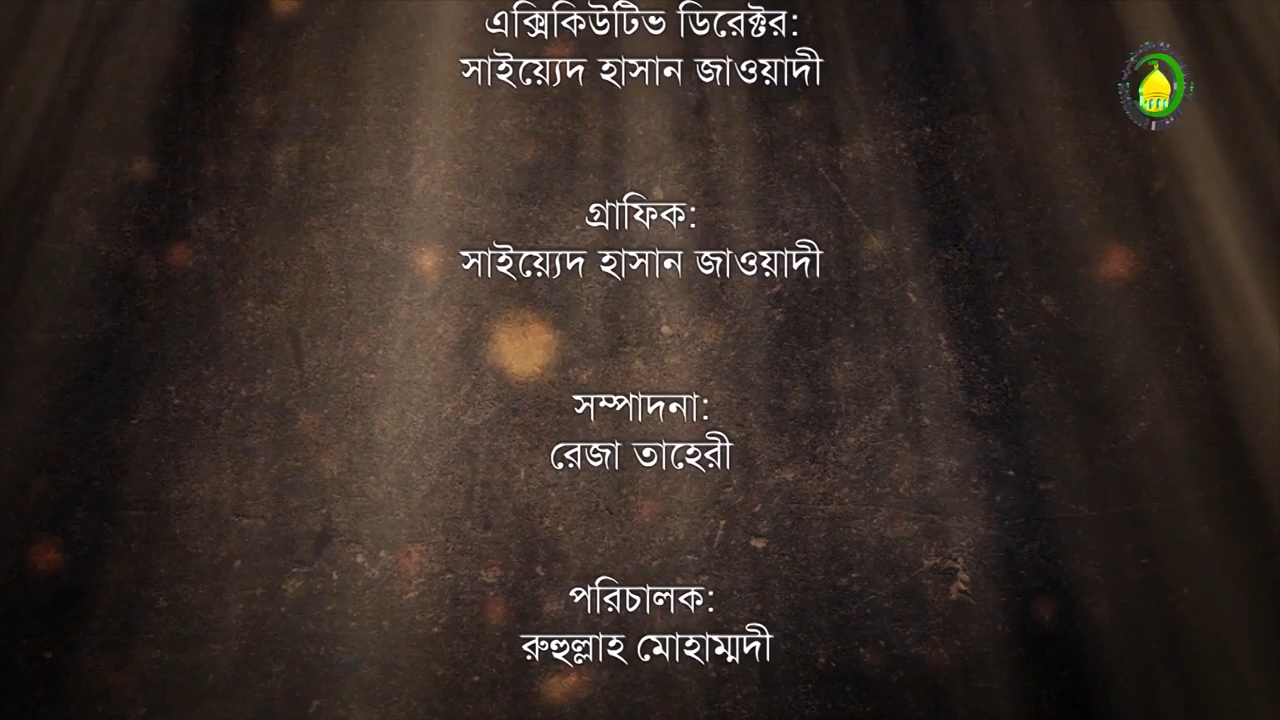 এক্সিকিউটিভ ডিরেক্টর:
সাইয়্যেদ হাসান জাওয়াদী
গ্রাফিক:
সাইয়্যেদ হাসান জাওয়াদী
সম্পাদনা:
রেজা তাহেরী
পরিচালক:
রুহুল্লাহ মোহাম্মদী